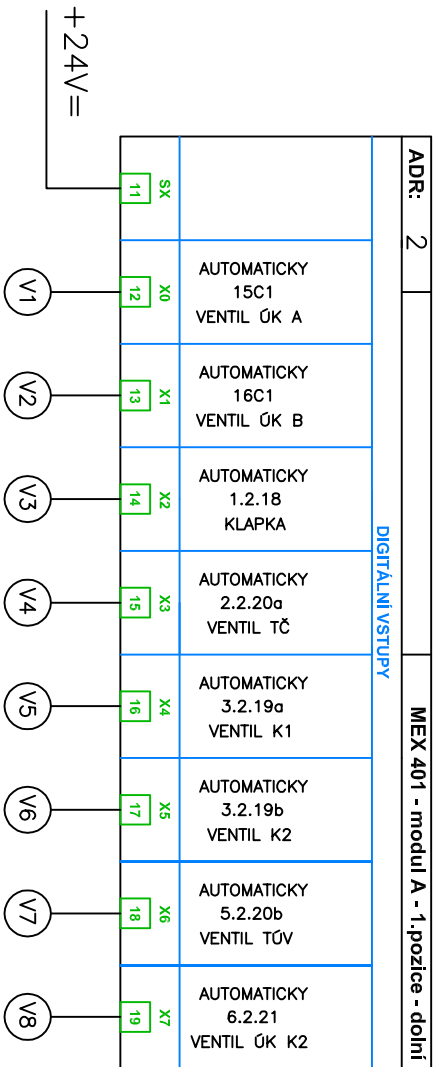 ADR: 2
MEX 401 - modul A - 1.pozice - dolní
DIGITÁLNÍ VSTUPY
+24V=
11 SX
AUTOMATICKY
15C1
VENTIL ÚK A
12 X0
V1
AUTOMATICKY
16C1
VENTIL ÚK B
13 X1
V2
AUTOMATICKY
1.2.18
KLAPKA
14 X2
V3
AUTOMATICKY
2.2.20a
VENTIL TČ
15 X3
V4
AUTOMATICKY
3.2.19a
VENTIL K1
16 X4
V5
AUTOMATICKY
3.2.19b
VENTIL K2
17 X5
V6
AUTOMATICKY
5.2.20b
VENTIL TÚV
18 X6
V7
AUTOMATICKY
6.2.21
VENTIL ÚK K2
19 X7
V8